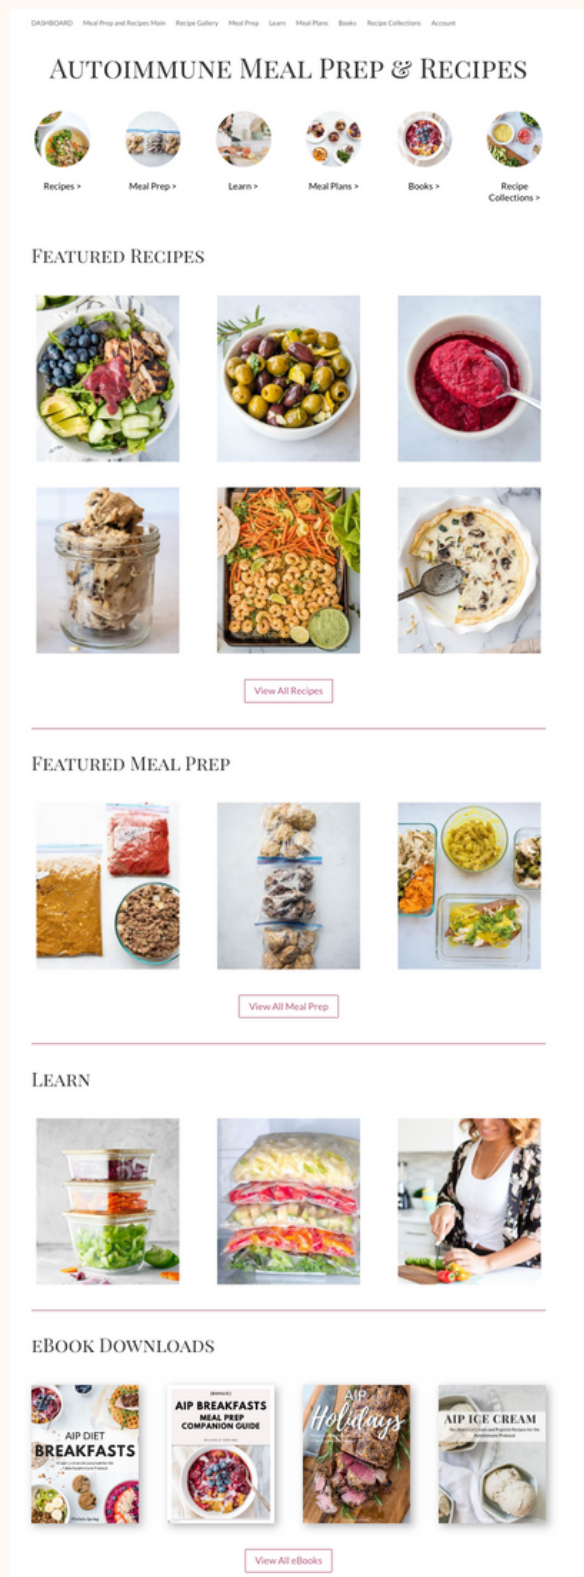 DASHBOARD Meal Prep and Recipes Main Recipe Gallery Meal Prep Learn Meal Plans Books Recipe Collections Account
AUTOIMMUNE MEAL PREP & RECIPES
Recipes > Meal Prep > Learn > Meal Plans > Books > Recipe
Collections >
FEATURED RECIPES
View All Recipes
FEATURED MEAL PREP
View All Meal Prep
LEARN
EBOOK DOWNLOADS
AIP DIET
BREAKFASTS
[BONUS]
AIP BREAKFASTS
MEAL PREP
COMPANION GUIDE
AIP
Holidays
AIP ICE CREAM
View All eBooks